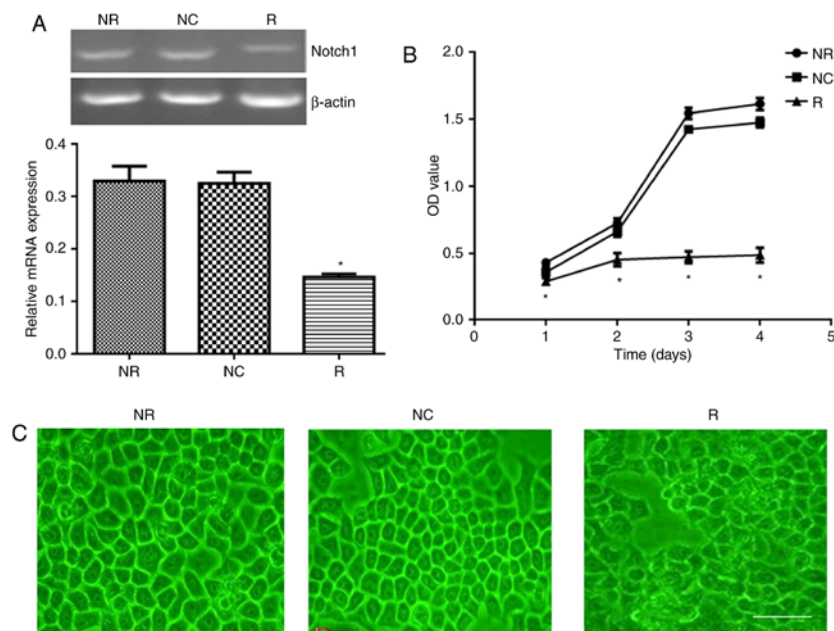 A
NR NC R
Notch1
β-actin
Relative mRNA expression
0.4
0.3
0.2
0.1
0.0
*
NR NC R
B
OD value
2.0
1.5
1.0
0.5
0.0
* * * *
0 1 2 3 4 5
Time (days)
NR
NC
R
C
NR NC R